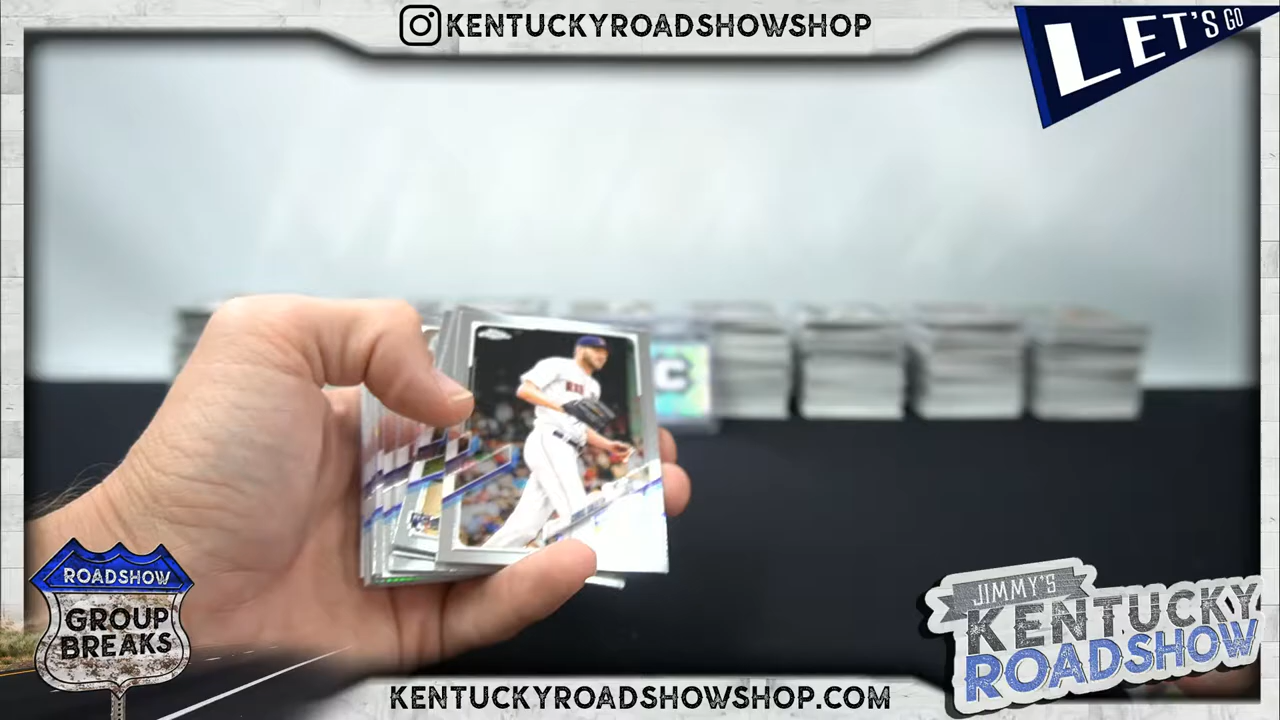 KENTUCKYROADSHOWSHOP
LET'S GO
C
ROADSHOW
GROUP
BREAKS
JIMMY'S
KENTUCKY
ROADSHOW
KENTUCKYROADSHOWSHOP.COM